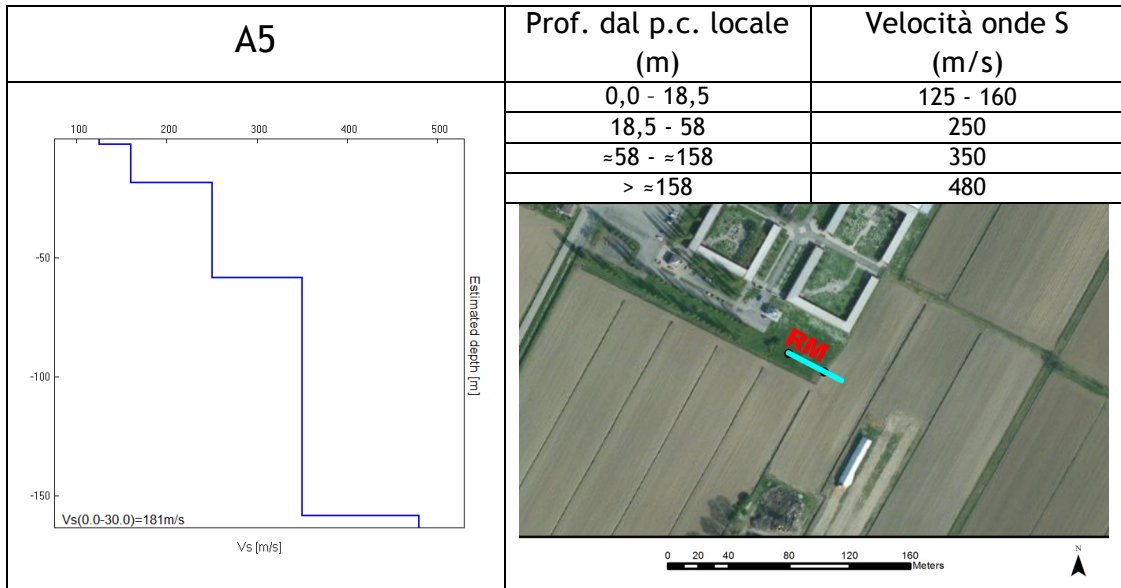 A5
Prof. dal p.c. locale
(m)
Velocità onde S
(m/s)
0,0 – 18,5
125 - 160
18,5 - 58
250
≈58 - ≈158
350
> ≈158
480
100 200 300 400 500
-50
-100
-150
Estimated depth [m]
Vs(0.0-30.0)=181m/s
Vs [m/s]
RM
0 20 40 80 120 160
Meters
N